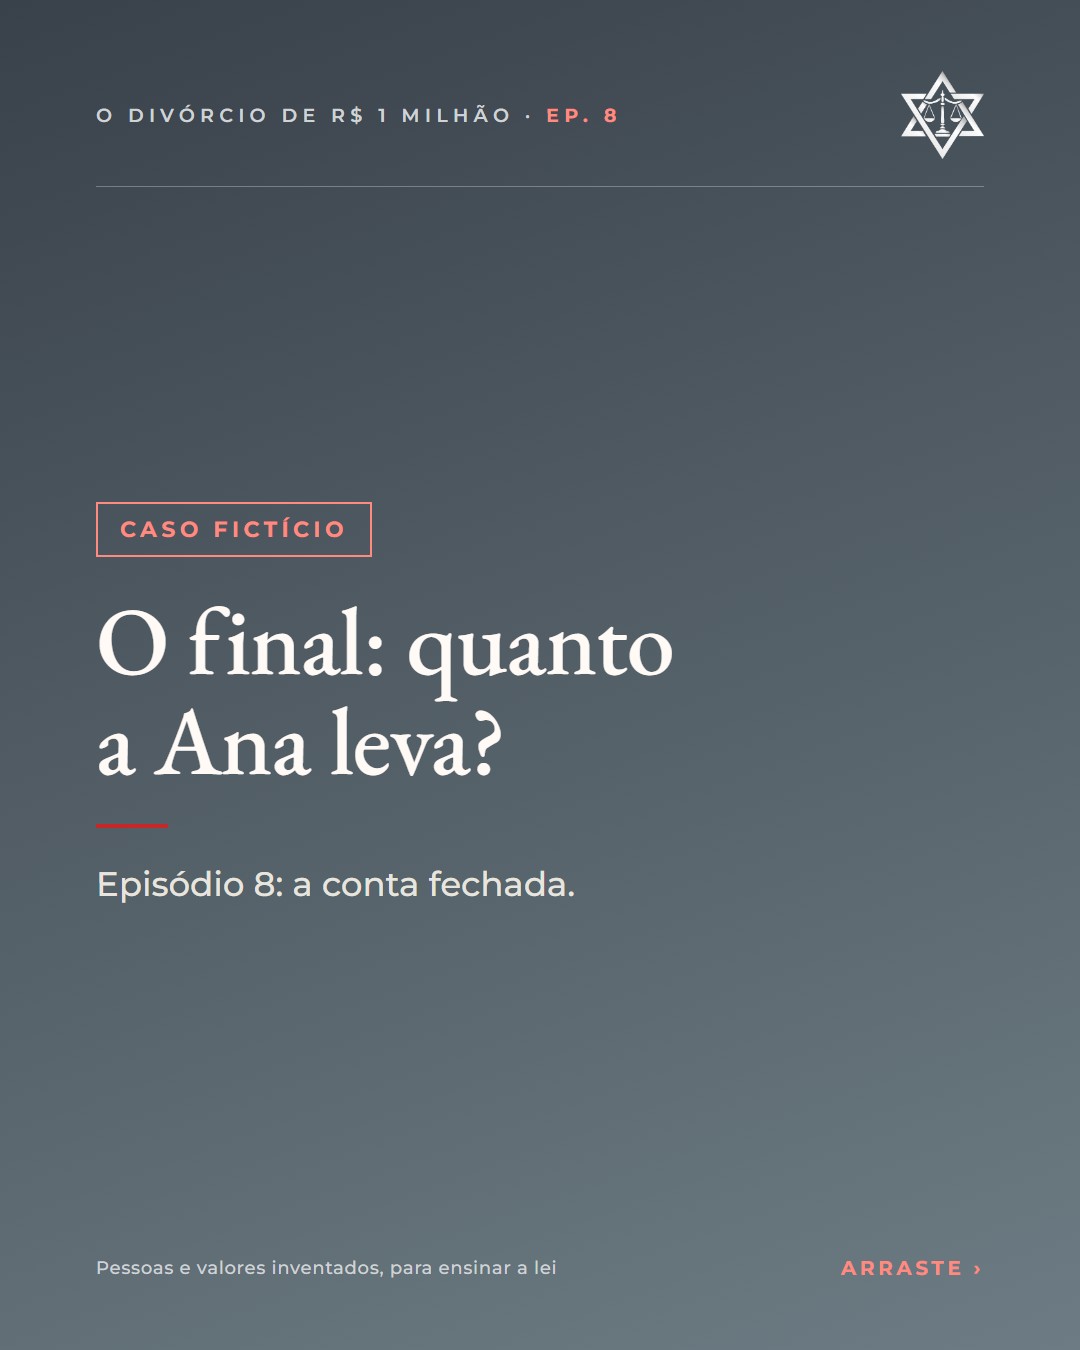 O DIVÓRCIO DE R$ 1 MILHÃO · EP. 8
CASO FICTÍCIO
O final: quanto
a Ana leva?
Episódio 8: a conta fechada.
Pessoas e valores inventados, para ensinar a lei
ARRASTE ›